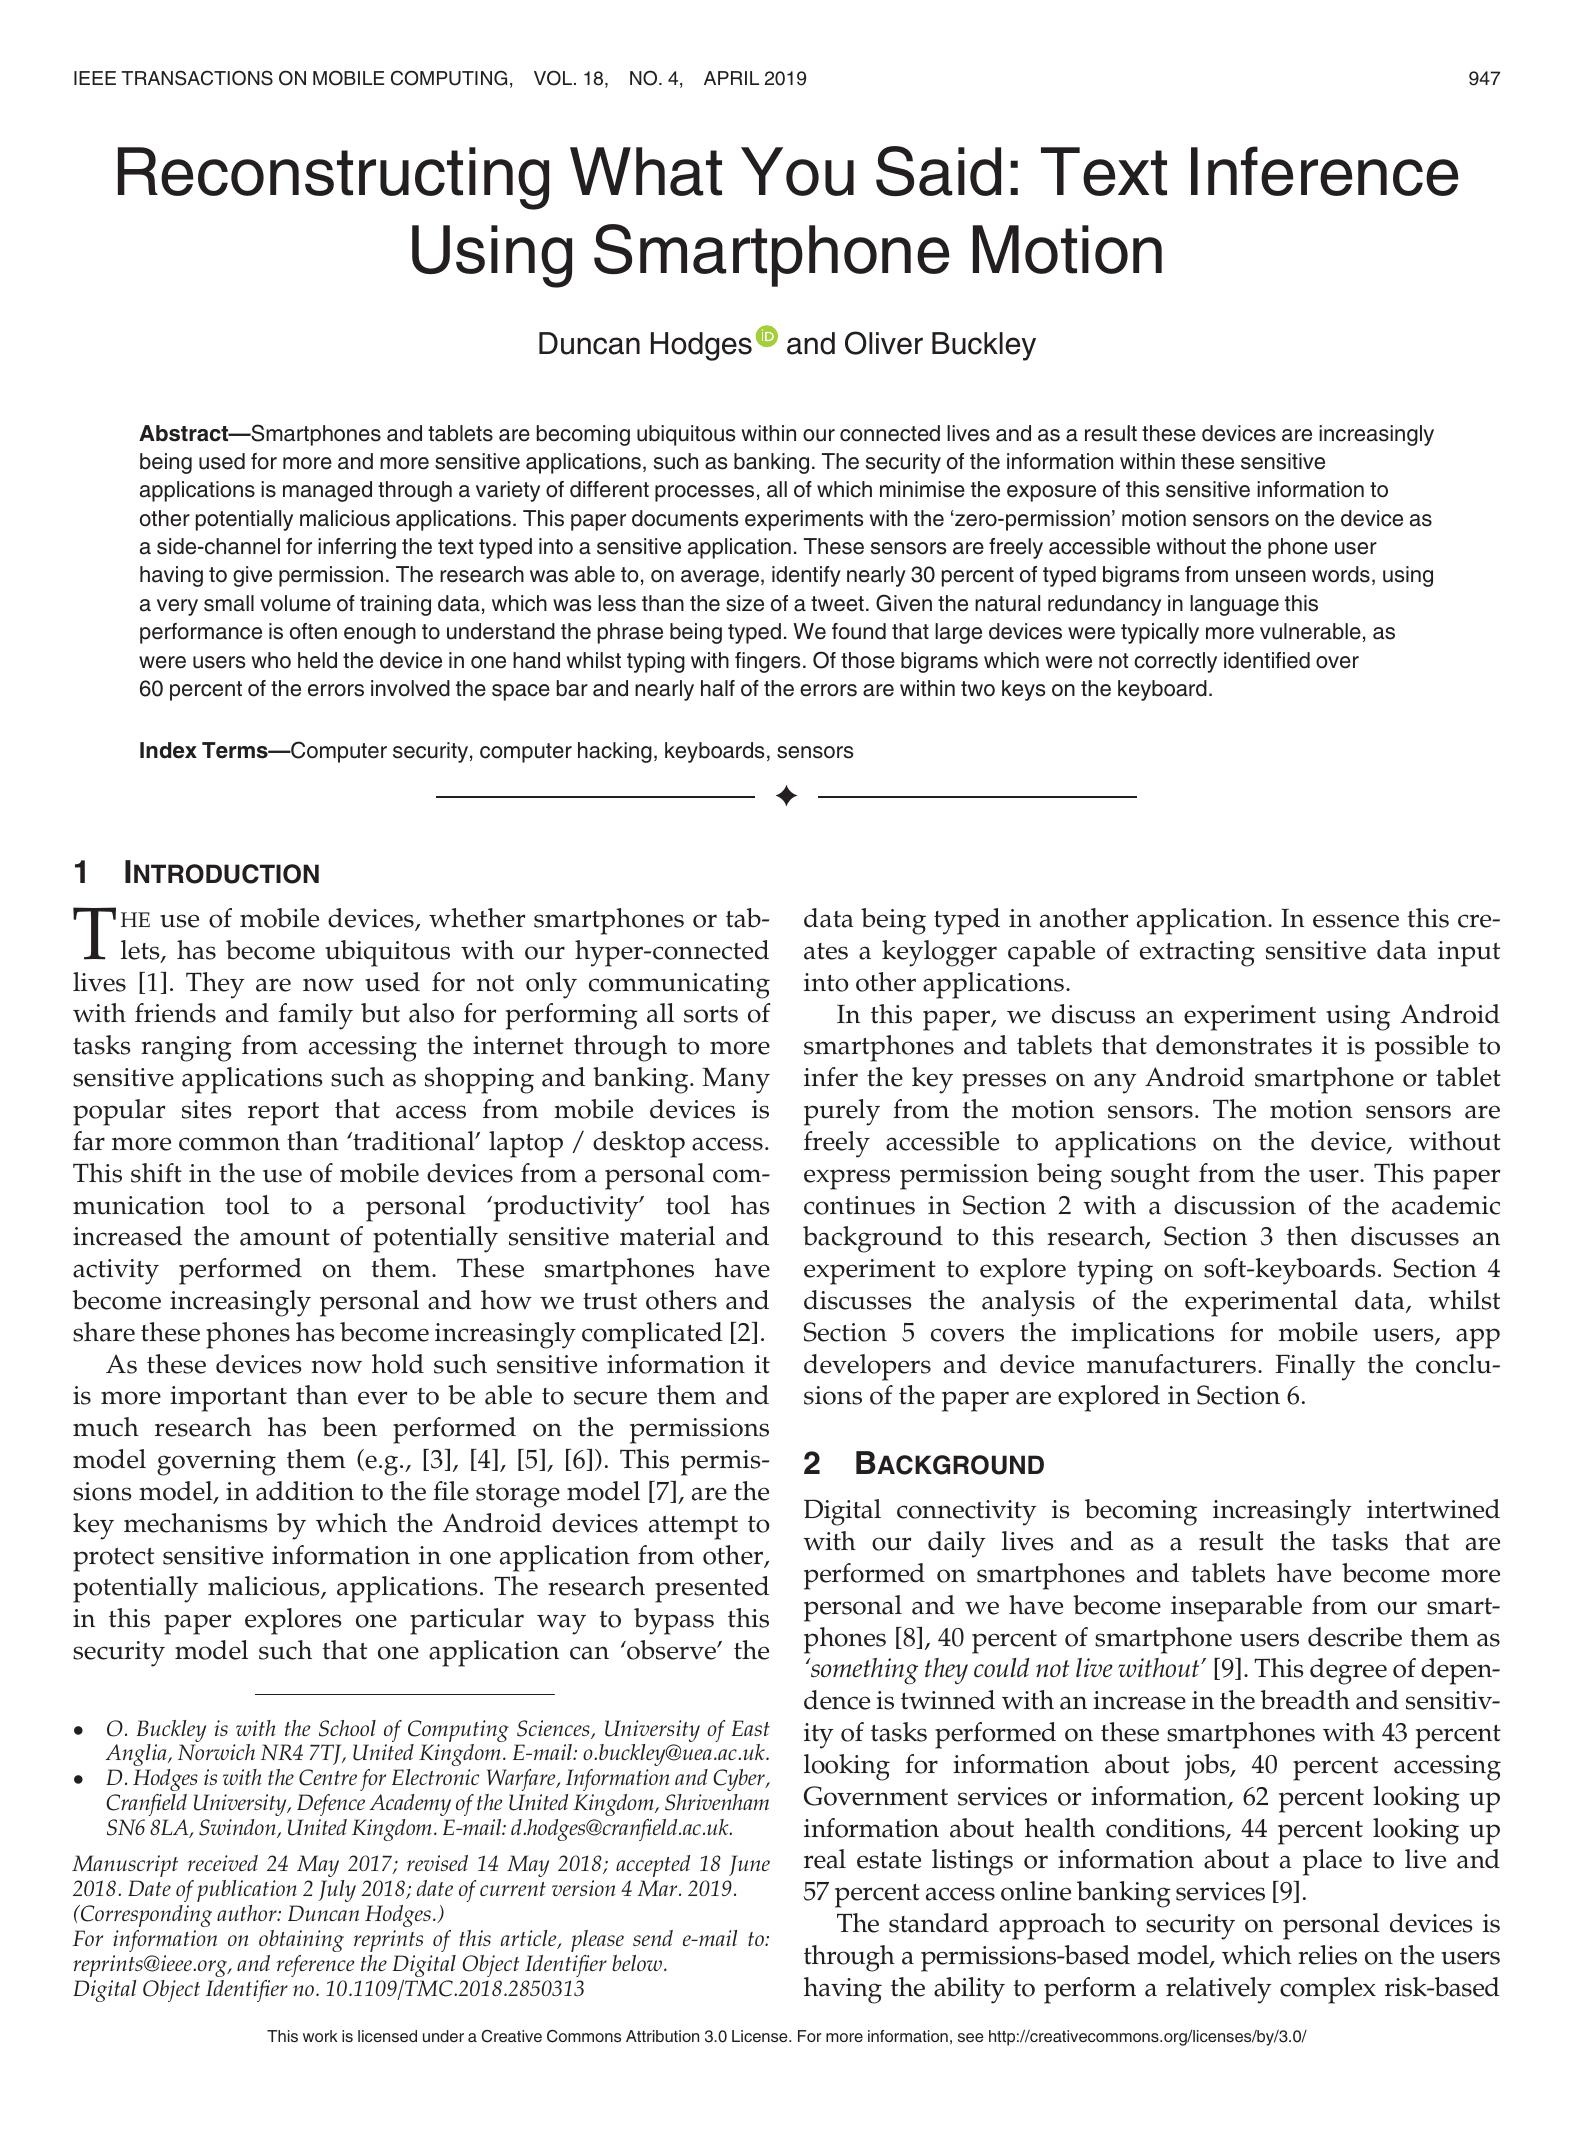 IEEE TRANSACTIONS ON MOBILE COMPUTING, VOL. 18, NO. 4, APRIL 2019 947
Reconstructing What You Said: Text Inference
Using Smartphone Motion
Duncan Hodges iD and Oliver Buckley
Abstract—Smartphones and tablets are becoming ubiquitous within our connected lives and as a result these devices are increasingly
being used for more and more sensitive applications, such as banking. The security of the information within these sensitive
applications is managed through a variety of different processes, all of which minimise the exposure of this sensitive information to
other potentially malicious applications. This paper documents experiments with the ‘zero-permission’ motion sensors on the device as
a side-channel for inferring the text typed into a sensitive application. These sensors are freely accessible without the phone user
having to give permission. The research was able to, on average, identify nearly 30 percent of typed bigrams from unseen words, using
a very small volume of training data, which was less than the size of a tweet. Given the natural redundancy in language this
performance is often enough to understand the phrase being typed. We found that large devices were typically more vulnerable, as
were users who held the device in one hand whilst typing with fingers. Of those bigrams which were not correctly identified over
60 percent of the errors involved the space bar and nearly half of the errors are within two keys on the keyboard.
Index Terms—Computer security, computer hacking, keyboards, sensors
1 INTRODUCTION
THE use of mobile devices, whether smartphones or tab-
lets, has become ubiquitous with our hyper-connected
lives [1]. They are now used for not only communicating
with friends and family but also for performing all sorts of
tasks ranging from accessing the internet through to more
sensitive applications such as shopping and banking. Many
popular sites report that access from mobile devices is
far more common than ‘traditional’ laptop / desktop access.
This shift in the use of mobile devices from a personal com-
munication tool to a personal ‘productivity’ tool has
increased the amount of potentially sensitive material and
activity performed on them. These smartphones have
become increasingly personal and how we trust others and
share these phones has become increasingly complicated [2].
As these devices now hold such sensitive information it
is more important than ever to be able to secure them and
much research has been performed on the permissions
model governing them (e.g., [3], [4], [5], [6]). This permis-
sions model, in addition to the file storage model [7], are the
key mechanisms by which the Android devices attempt to
protect sensitive information in one application from other,
potentially malicious, applications. The research presented
in this paper explores one particular way to bypass this
security model such that one application can ‘observe’ the
• O. Buckley is with the School of Computing Sciences, University of East
Anglia, Norwich NR4 7TJ, United Kingdom. E-mail: o.buckley@uea.ac.uk.
• D. Hodges is with the Centre for Electronic Warfare, Information and Cyber,
Cranfield University, Defence Academy of the United Kingdom, Shrivenham
SN6 8LA, Swindon, United Kingdom. E-mail: d.hodges@cranfield.ac.uk.
Manuscript received 24 May 2017; revised 14 May 2018; accepted 18 June
2018. Date of publication 2 July 2018; date of current version 4 Mar. 2019.
(Corresponding author: Duncan Hodges.)
For information on obtaining reprints of this article, please send e-mail to:
reprints@ieee.org, and reference the Digital Object Identifier below.
Digital Object Identifier no. 10.1109/TMC.2018.2850313
data being typed in another application. In essence this cre-
ates a keylogger capable of extracting sensitive data input
into other applications.
In this paper, we discuss an experiment using Android
smartphones and tablets that demonstrates it is possible to
infer the key presses on any Android smartphone or tablet
purely from the motion sensors. The motion sensors are
freely accessible to applications on the device, without
express permission being sought from the user. This paper
continues in Section 2 with a discussion of the academic
background to this research, Section 3 then discusses an
experiment to explore typing on soft-keyboards. Section 4
discusses the analysis of the experimental data, whilst
Section 5 covers the implications for mobile users, app
developers and device manufacturers. Finally the conclu-
sions of the paper are explored in Section 6.
2 BACKGROUND
Digital connectivity is becoming increasingly intertwined
with our daily lives and as a result the tasks that are
performed on smartphones and tablets have become more
personal and we have become inseparable from our smart-
phones [8], 40 percent of smartphone users describe them as
‘something they could not live without’ [9]. This degree of depen-
dence is twinned with an increase in the breadth and sensitiv-
ity of tasks performed on these smartphones with 43 percent
looking for information about jobs, 40 percent accessing
Government services or information, 62 percent looking up
information about health conditions, 44 percent looking up
real estate listings or information about a place to live and
57 percent access online banking services [9].
The standard approach to security on personal devices is
through a permissions-based model, which relies on the users
having the ability to perform a relatively complex risk-based
This work is licensed under a Creative Commons Attribution 3.0 License. For more information, see http://creativecommons.org/licenses/by/3.0/